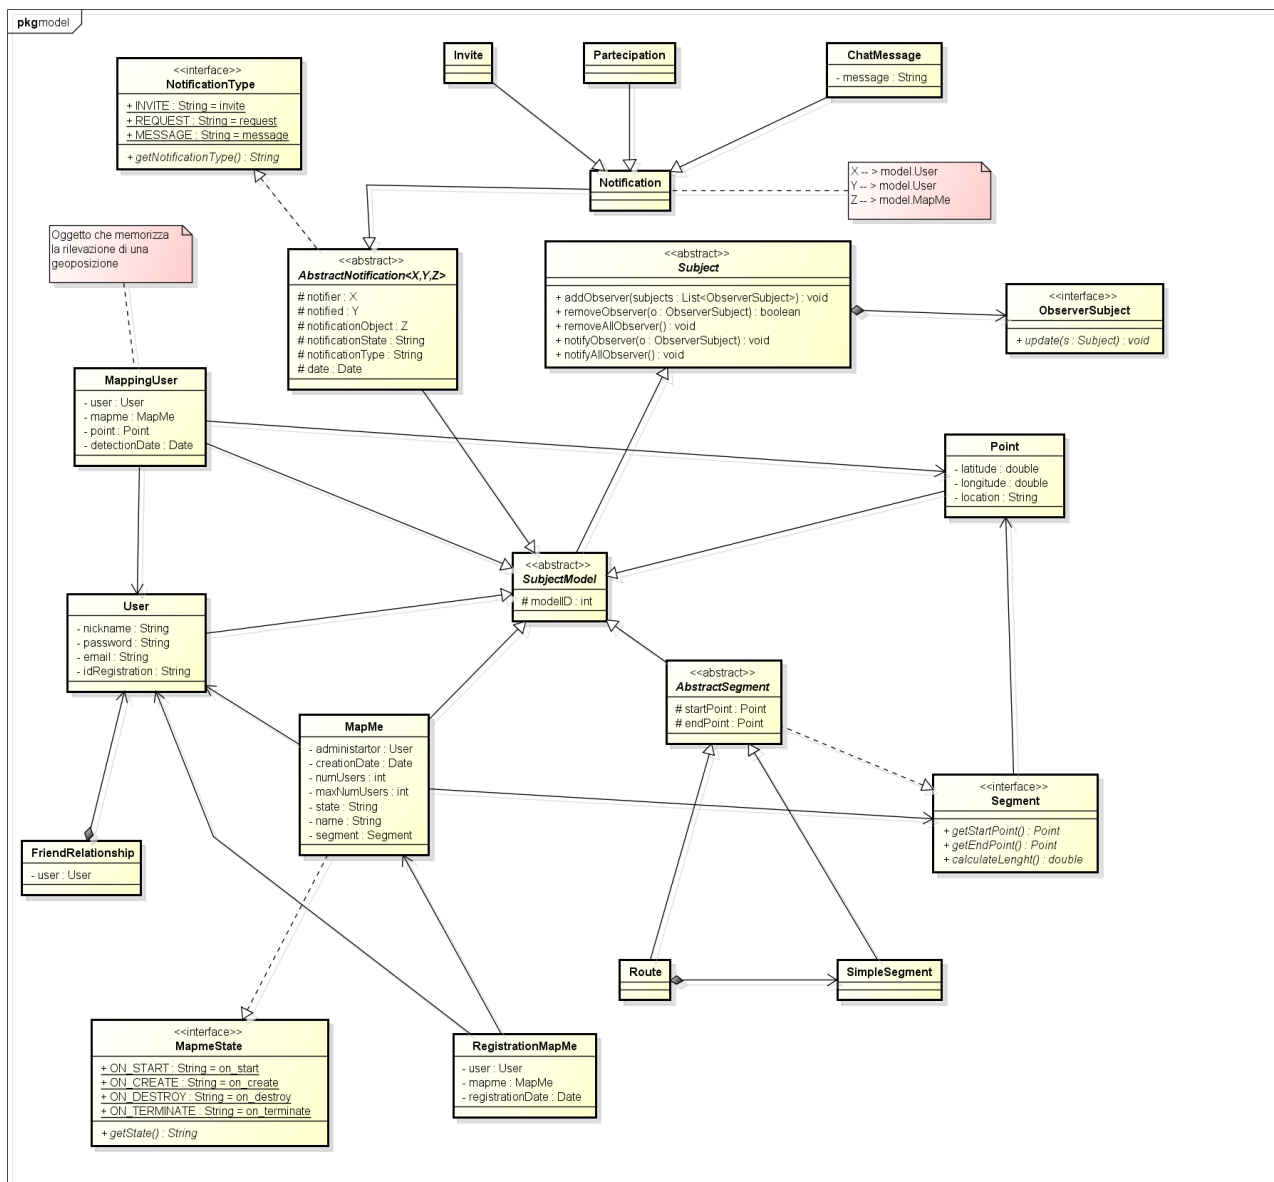 pkg model
Invite
Partecipation
ChatMessage
- message : String
<<interface>>
NotificationType
+ INVITE : String = invite
+ REQUEST : String = request
+ MESSAGE : String = message
+ getNotificationType() : String
Notification
X -- > model.User
Y -- > model.User
Z -- > model.MapMe
Oggetto che memorizza
la rilevazione di una
geoposizione
<<abstract>>
AbstractNotification<X,Y,Z>
# notifier : X
# notified : Y
# notificationObject : Z
# notificationState : String
# notificationType : String
# date : Date
<<abstract>>
Subject
+ addObserver(subjects : List<ObserverSubject>) : void
+ removeObserver(o : ObserverSubject) : boolean
+ removeAllObserver() : void
+ notifyObserver(o : ObserverSubject) : void
+ notifyAllObserver() : void
<<interface>>
ObserverSubject
+ update(s : Subject) : void
MappingUser
- user : User
- mapme : MapMe
- point : Point
- detectionDate : Date
Point
- latitude : double
- longitude : double
- location : String
<<abstract>>
SubjectModel
# modelID : int
User
- nickname : String
- password : String
- email : String
- idRegistration : String
<<abstract>>
AbstractSegment
# startPoint : Point
# endPoint : Point
MapMe
- administartor : User
- creationDate : Date
- numUsers : int
- maxNumUsers : int
- state : String
- name : String
- segment : Segment
<<interface>>
Segment
+ getStartPoint() : Point
+ getEndPoint() : Point
+ calculateLenght() : double
FriendRelationship
- user : User
Route
SimpleSegment
<<interface>>
MapmeState
+ ON_START : String = on_start
+ ON_CREATE : String = on_create
+ ON_DESTROY : String = on_destroy
+ ON_TERMINATE : String = on_terminate
+ getState() : String
RegistrationMapMe
- user : User
- mapme : MapMe
- registrationDate : Date